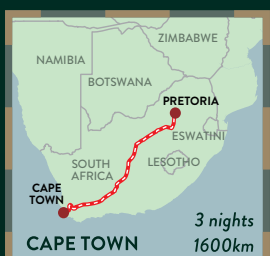 ZIMBABWE
NAMIBIA
BOTSWANA
PRETORIA
ESWATINI
SOUTH
AFRICA
LESOTHO
CAPE
TOWN
3 nights
CAPE TOWN
1600km